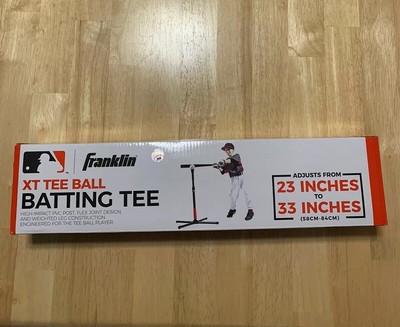 Franklin
XT TEE BALL
BATTING TEE
HIGH IMPACT PVC POST, FLEX JOINT DESIGN,
AND WEIGHTED LEG CONSTRUCTION
ENGINEERED FOR THE TEE BALL PLAYER.
ADJUSTS FROM
23 INCHES
TO
33 INCHES
(58CM-84CM)